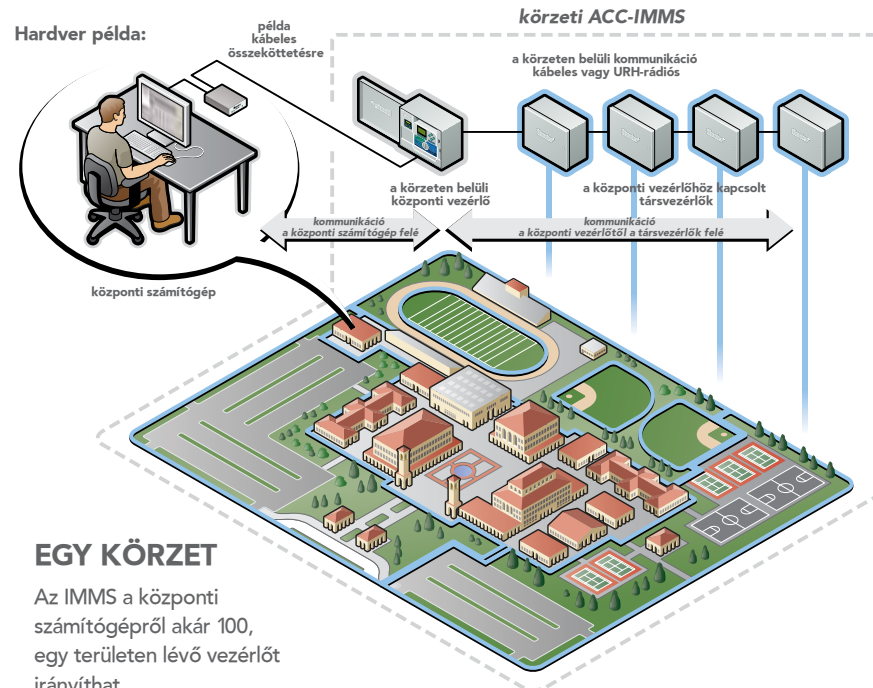 körzeti ACC-IMMS
Hardver példa:
példa
kábeles
összeköttetésre
a körzeten belüli kommunikáció
kábeles vagy URH-rádiós
a körzeten belüli
központi vezérlő
a központi vezérlőhöz kapcsolt
társvezérlők
kommunikáció
a központi számítógép felé
kommunikáció
a központi vezérlőtől a társvezérlők felé
központi számítógép
EGY KÖRZET
Az IMMS a központi
számítógépről akár 100,
egy területen lévő vezérlőt
irányíthat